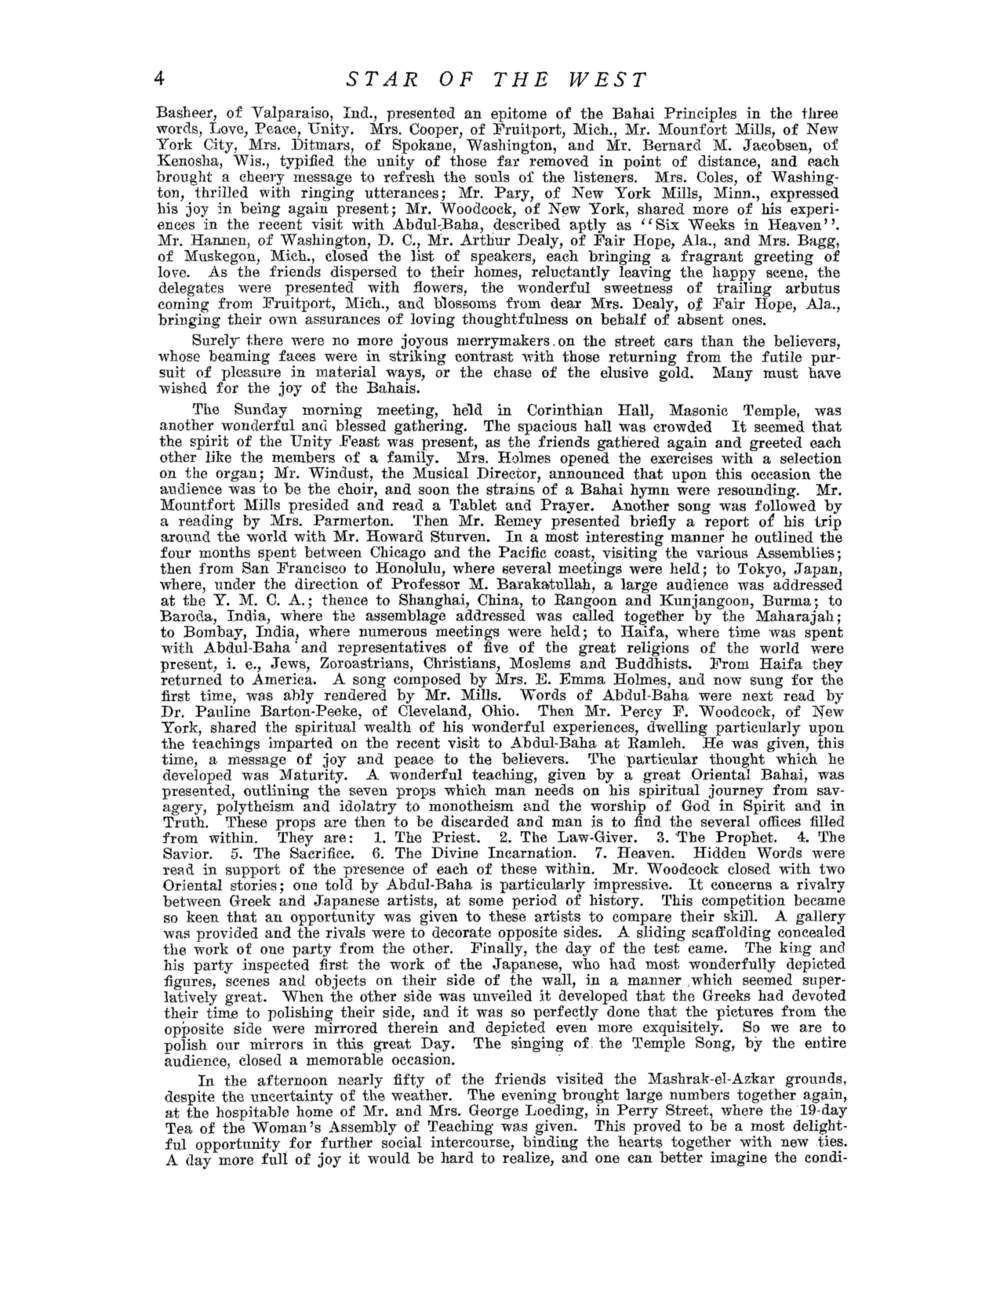 4 STAR OF THE WEST
Basheer, of Valparaiso, Ind., presented an epitome of the Bahai Principles in the three
words, Love, Peace, Unity. Mrs. Cooper, of Fruitport, Mich., Mr. Mounfort Mills, of New
York City, Mrs. Ditmars, of Spokane, Washington, and Mr. Bernard M. Jacobsen, of
Kenosha, Wis., typified the unity of those far removed in point of distance, and each
brought a cheery message to refresh the souls of the listeners. Mrs. Coles, of Washing-
ton, thrilled with ringing utterances; Mr. Pary, of New York Mills, Minn., expressed
his joy in being again present; Mr. Woodcock, of New York, shared more of his experi-
ences in the recent visit with Abdul-Baha, described aptly as ‘‘Six Weeks in Heaven’’.
Mr. Hannen, of Washington, D. C., Mr. Arthur Dealy, of Fair Hope, Ala., and Mrs. Bagg,
of Muskegon, Mich., closed the list of speakers, each bringing a fragrant greeting of
love. As the friends dispersed to their homes, reluctantly leaving the happy scene, the
delegates were presented with flowers, the wonderful sweetness of trailing arbutus
coming from Fruitport, Mich., and blossoms from dear Mrs. Dealy, of Fair Hope, Ala.,
bringing their own assurances of loving thoughtfulness on behalf of absent ones.
Surely there were no more joyous merrymakers on the street cars than the believers,
whose beaming faces were in striking contrast with those returning from the futile pur-
suit of pleasure in material ways, or the chase of the elusive gold. Many must have
wished for the joy of the Bahais.
The Sunday morning meeting, held in Corinthian Hall, Masonic Temple, was
another wonderful and blessed gathering. The spacious hall was crowded It seemed that
the spirit of the Unity Feast was present, as the friends gathered again and greeted each
other like the members of a family. Mrs. Holmes opened the exercises with a selection
on the organ; Mr. Windust, the Musical Director, announced that upon this occasion the
audience was to be the choir, and soon the strains of a Bahai hymn were resounding. Mr.
Mountfort Mills presided and read a Tablet and Prayer. Another song was followed by
a reading by Mrs. Parmerton. Then Mr. Remey presented briefly a report of his trip
around the world with Mr. Howard Sturven. In a most interesting manner he outlined the
four months spent between Chicago and the Pacific coast, visiting the various Assemblies;
then from San Francisco to Honolulu, where several meetings were held; to Tokyo, Japan,
where, under the direction of Professor M. Barakatullah, a large audience was addressed
at the Y. M. C. A.; thence to Shanghai, China, to Rangoon and Kunjangoon, Burma; to
Baroda, India, where the assemblage addressed was called together by the Maharajah;
to Bombay, India, where numerous meetings were held; to Haifa, where time was spent
with Abdul-Baha and representatives of five of the great religions of the world were
present, i. e., Jews, Zoroastrians, Christians, Moslems and Buddhists. From Haifa they
returned to America. A song composed by Mrs. E. Emma Holmes, and now sung for the
first time, was ably rendered by Mr. Mills. Words of Abdul-Baha were next read by
Dr. Pauline Barton-Peeke, of Cleveland, Ohio. Then Mr. Percy F. Woodcock, of New
York, shared the spiritual wealth of his wonderful experiences, dwelling particularly upon
the teachings imparted on the recent visit to Abdul-Baha at Ramleh. He was given, this
time, a message of joy and peace to the believers. The particular thought which he
developed was Maturity. A wonderful teaching, given by a great Oriental Bahai, was
presented, outlining the seven props which man needs on his spiritual journey from sav-
agery, polytheism and idolatry to monotheism and the worship of God in Spirit and in
Truth. These props are then to be discarded and man is to find the several offices filled
from within. They are: 1. The Priest. 2. The Law-Giver. 3. The Prophet. 4. The
Savior. 5. The Sacrifice. 6. The Divine Incarnation. 7. Heaven. Hidden Words were
read in support of the presence of each of these within. Mr. Woodcock closed with two
Oriental stories; one told by Abdul-Baha is particularly impressive. It concerns a rivalry
between Greek and Japanese artists, at some period of history. This competition became
so keen that an opportunity was given to these artists to compare their skill. A gallery
was provided and the rivals were to decorate opposite sides. A sliding scaffolding concealed
the work of one party from the other. Finally, the day of the test came. The king and
his party inspected first the work of the Japanese, who had most wonderfully depicted
figures, scenes and objects on their side of the wall, in a manner which seemed super-
latively great. When the other side was unveiled it developed that the Greeks had devoted
their time to polishing their side, and it was so perfectly done that the pictures from the
opposite side were mirrored therein and depicted even more exquisitely. So we are to
polish our mirrors in this great Day. The singing of the Temple Song, by the entire
audience, closed a memorable occasion.
In the afternoon nearly fifty of the friends visited the Mashrak-el-Azkar grounds,
despite the uncertainty of the weather. The evening brought large numbers together again,
at the hospitable home of Mr. and Mrs. George Loeding, in Perry Street, where the 19-day
Tea of the Woman's Assembly of Teaching was given. This proved to be a most delight-
ful opportunity for further social intercourse, binding the hearts together with new ties.
A day more full of joy it would be hard to realize, and one can better imagine the condi-